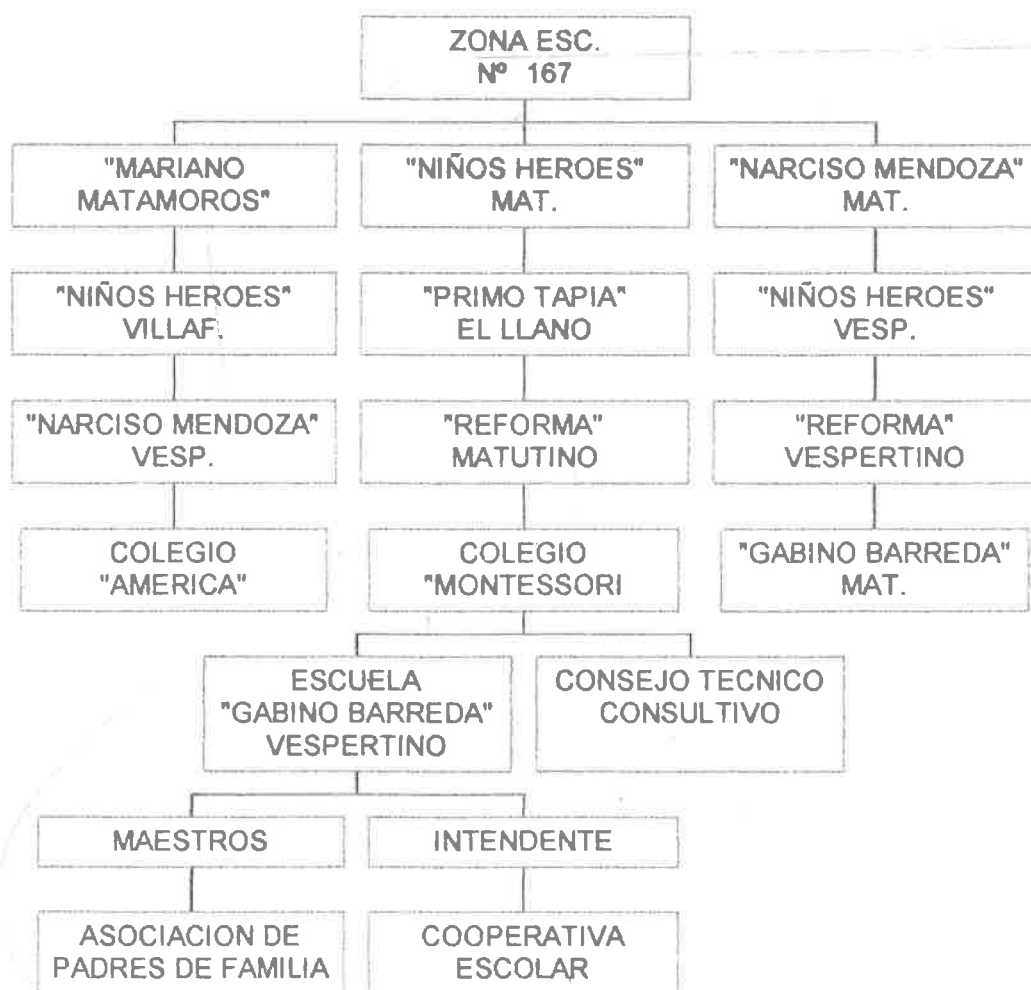 ZONA ESC.
Nº 167
"MARIANO
MATAMOROS"
"NIÑOS HEROES"
MAT.
"NARCISO MENDOZA"
MAT.
"NIÑOS HEROES"
VILLAF.
"PRIMO TAPIA"
EL LLANO
"NIÑOS HEROES"
VESP.
"NARCISO MENDOZA"
VESP.
"REFORMA"
MATUTINO
"REFORMA"
VESPERTINO
COLEGIO
"AMERICA"
COLEGIO
"MONTESSORI
"GABINO BARREDA"
MAT.
ESCUELA
"GABINO BARREDA"
VESPERTINO
CONSEJO TECNICO
CONSULTIVO
MAESTROS
INTENDENTE
ASOCIACION DE
PADRES DE FAMILIA
COOPERATIVA
ESCOLAR